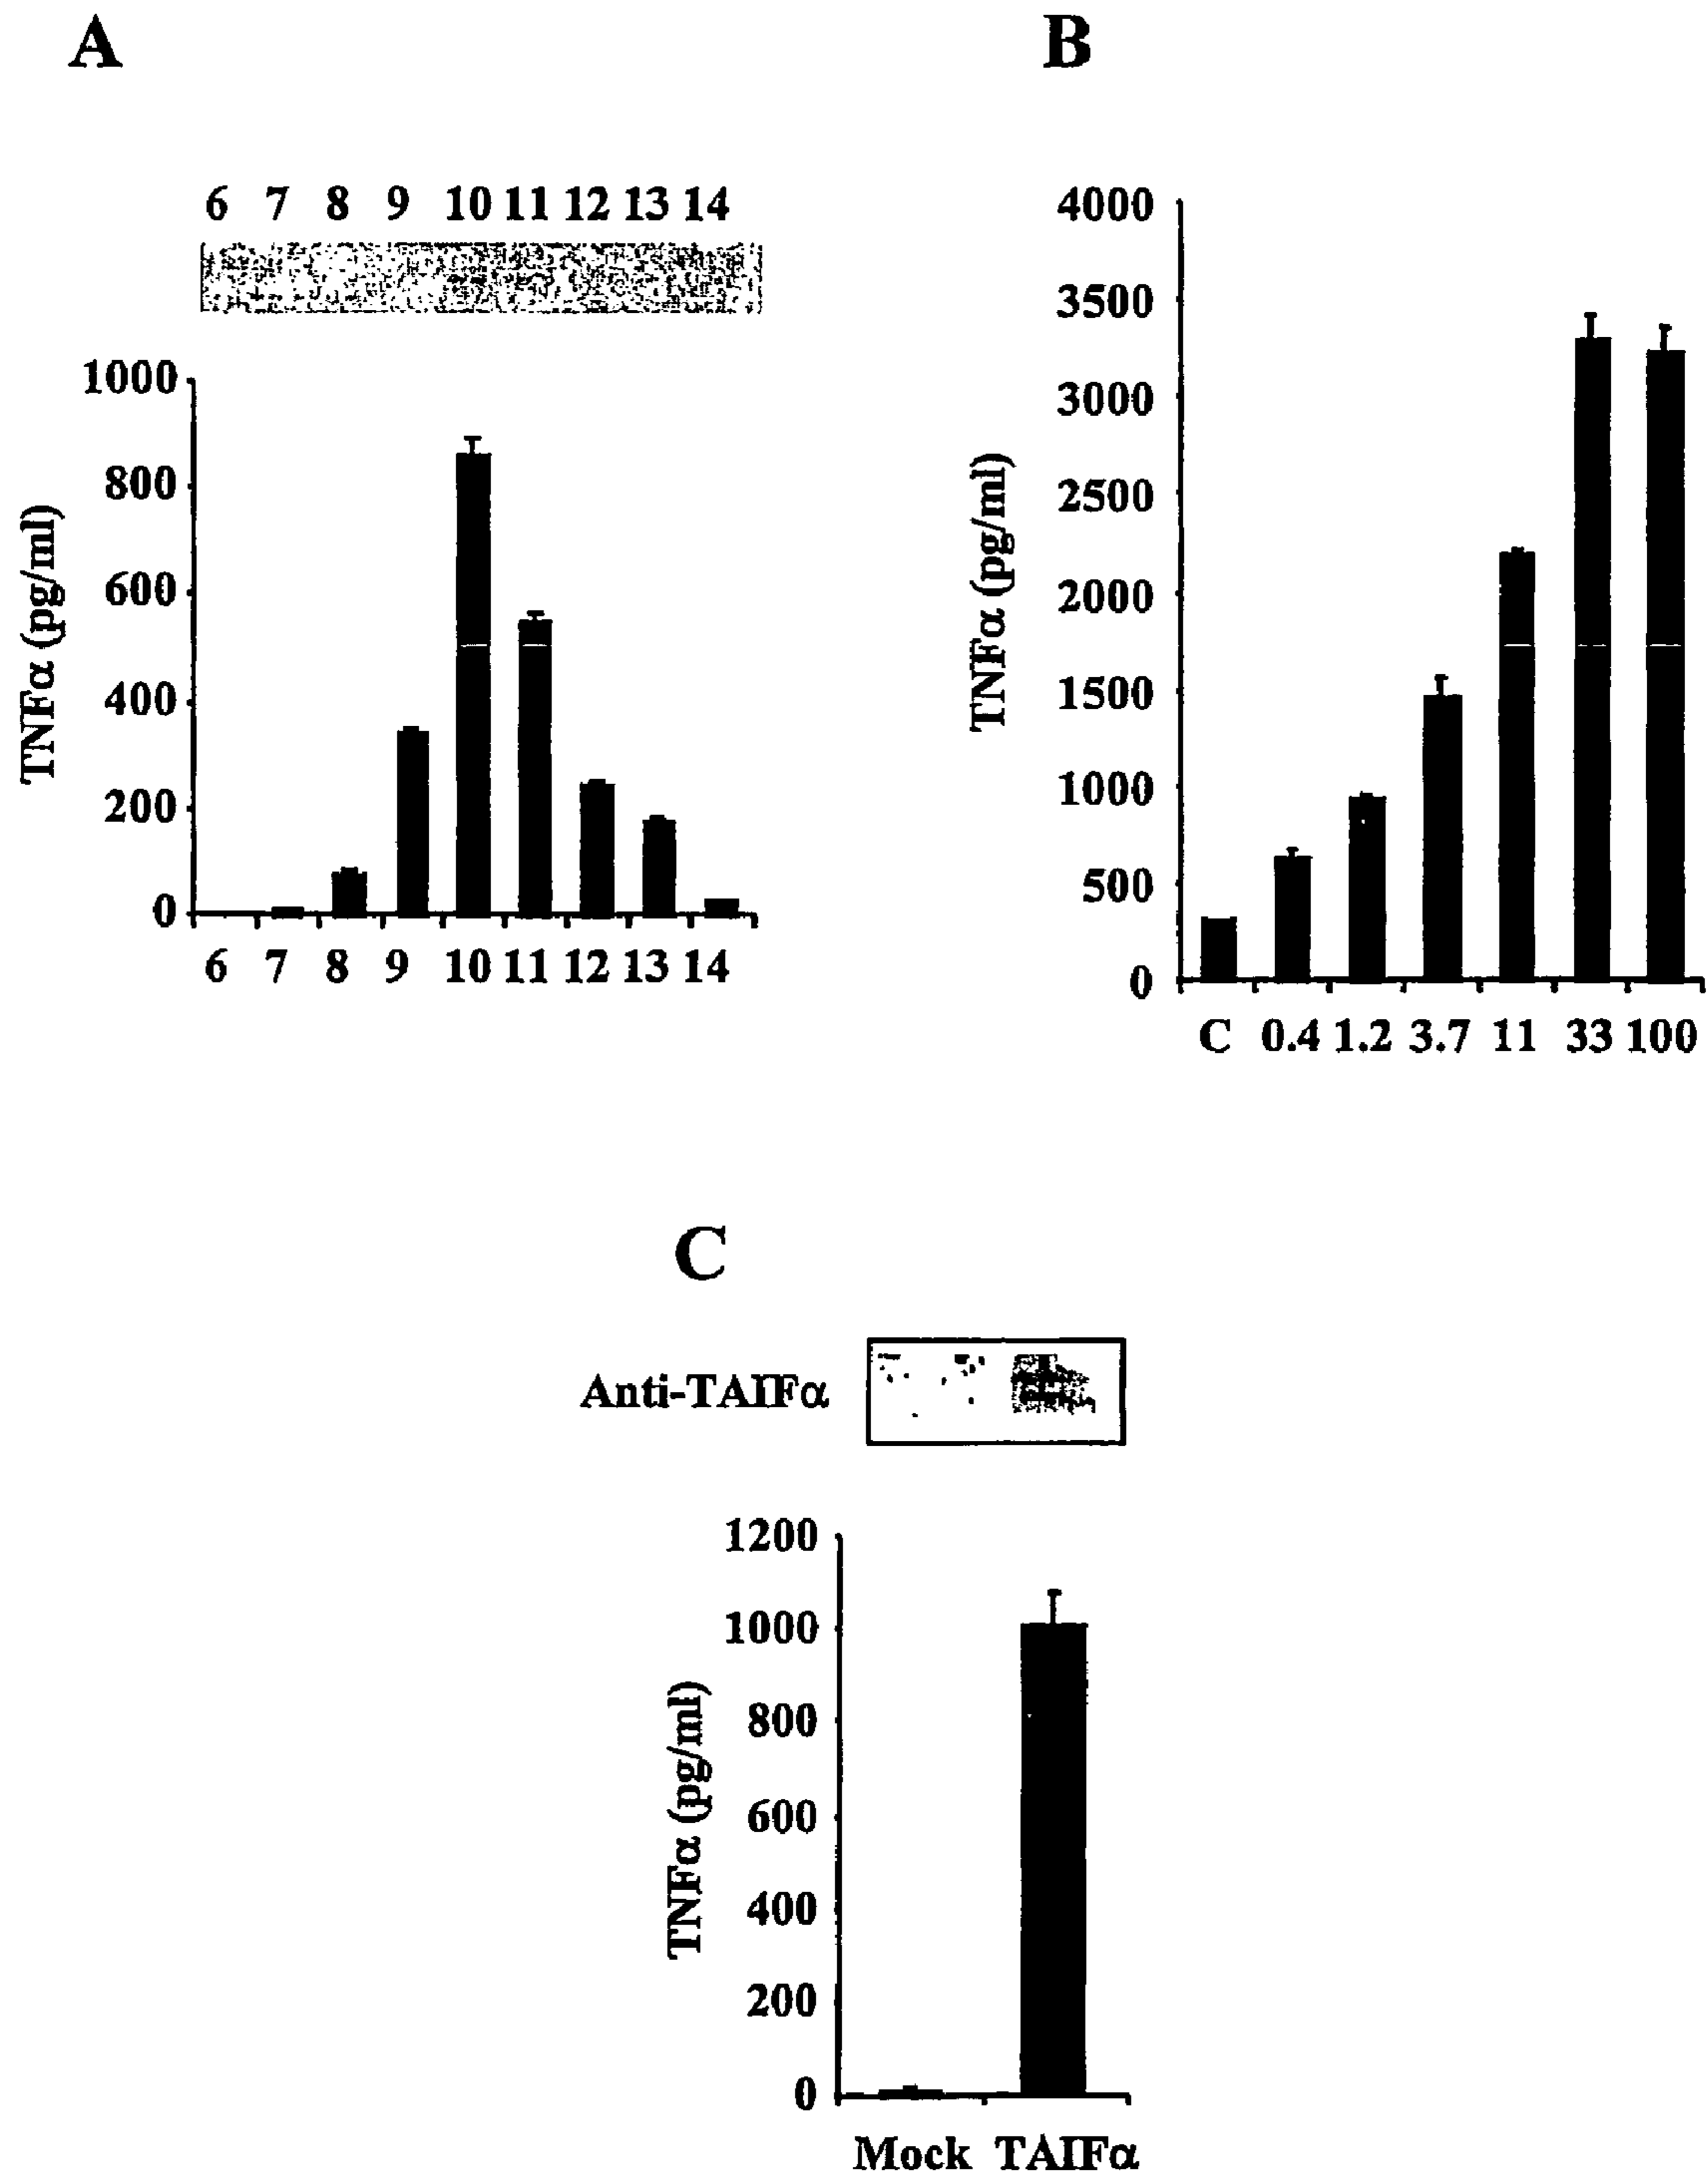 A
B
6 7 8 9 10 11 12 13 14
1000
800
600
400
200
0
TNFα (pg/ml)
6 7 8 9 10 11 12 13 14
4000
3500
3000
2500
2000
1500
1000
500
0
TNFα (pg/ml)
C 0.4 1.2 3.7 11 33 100
C
Anti-TAIFα
1200
1000
800
600
400
200
0
TNFα (pg/ml)
Mock TAIFα